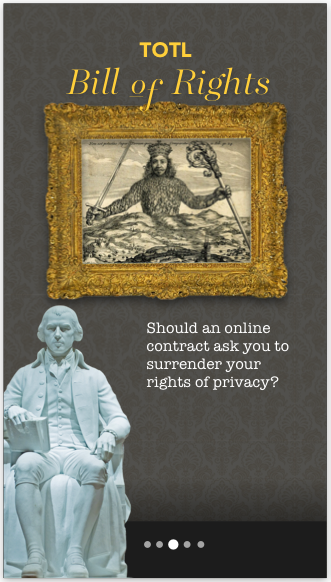 TOTL
Bill of Rights
Should an online
contract ask you to
surrender your
rights of privacy?